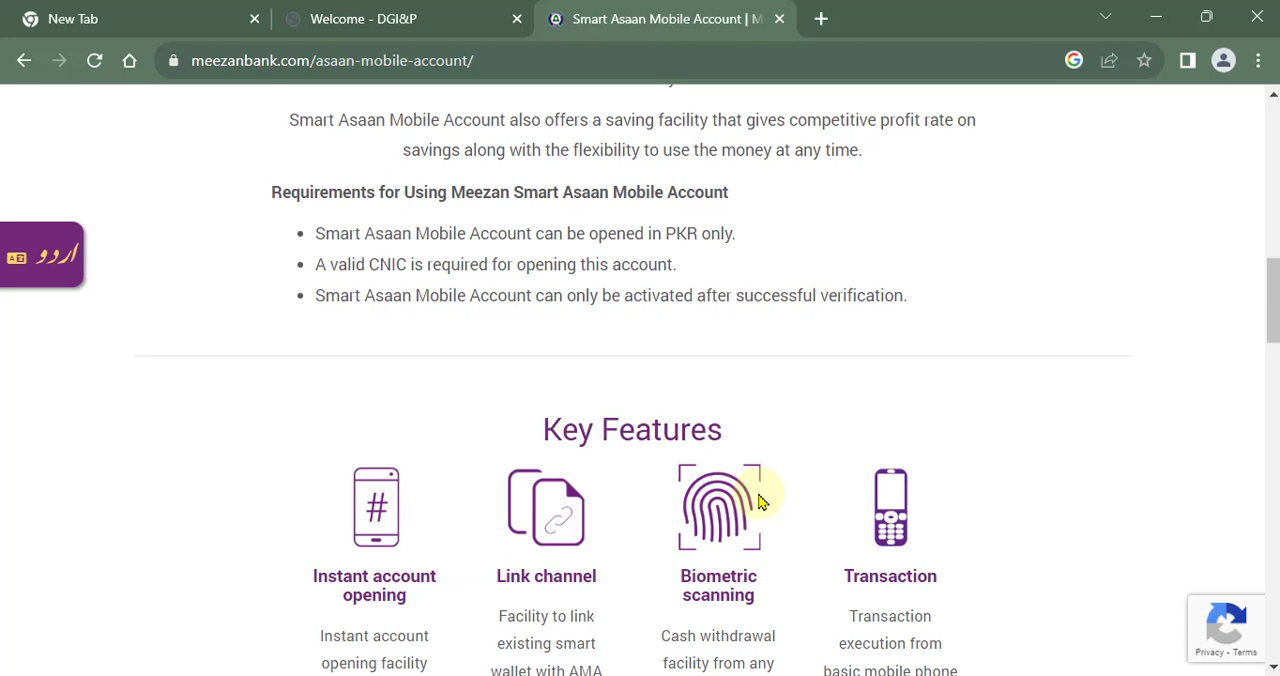 New Tab
Welcome - DGI&P
Smart Asaan Mobile Account | M
meezanbank.com/asaan-mobile-account/
Smart Asaan Mobile Account also offers a saving facility that gives competitive profit rate on
savings along with the flexibility to use the money at any time.
Requirements for Using Meezan Smart Asaan Mobile Account
• Smart Asaan Mobile Account can be opened in PKR only.
• A valid CNIC is required for opening this account.
• Smart Asaan Mobile Account can only be activated after successful verification.
اردو
Key Features
#
Instant account
opening
Instant account
opening facility
Link channel
Facility to link
existing smart
wallet with AMA
Biometric
scanning
Cash withdrawal
facility from any
Transaction
Transaction
execution from
basic mobile phone
Privacy - Terms